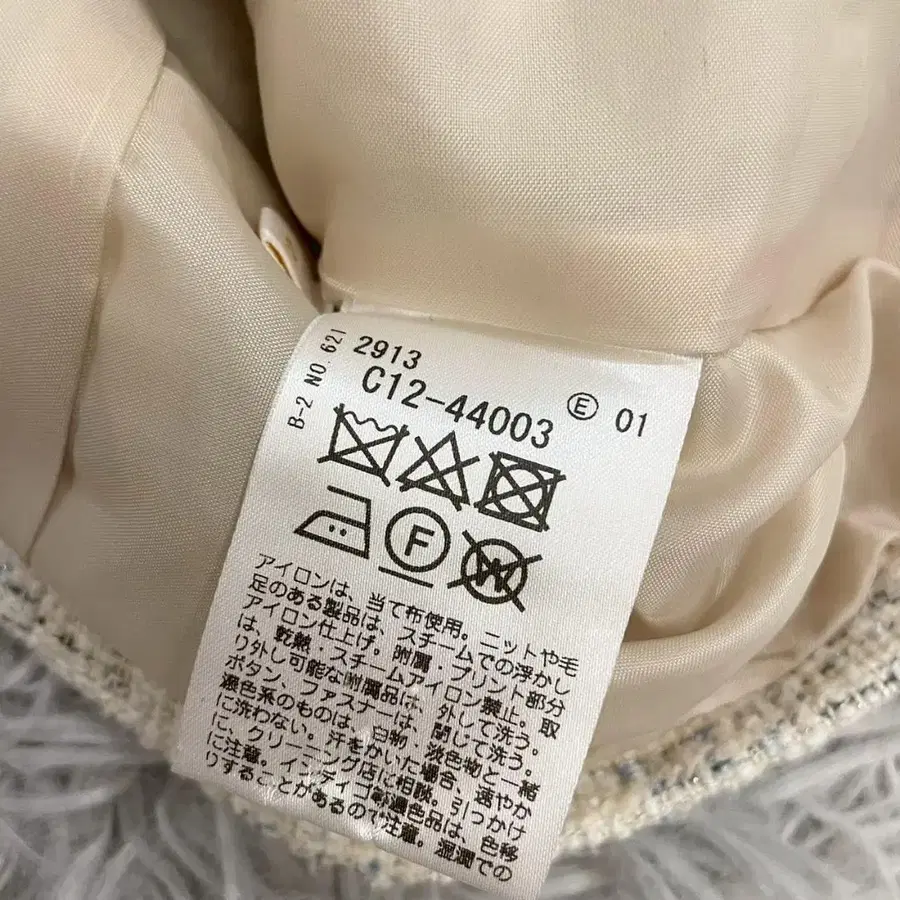 B-2 NO.621
2913
C12-44003 Ⓔ 01
F
W
アイロンは、当て布使用。ニットや毛
足のある製品は、スチームでの浮かし
アイロン仕上げ。附属・プリント部分
は、乾熱・スチームアイロン禁止。取
り外し可能な附属品は、外して洗う。
ボタン、ファスナーは、閉じて洗う。
濃色系のものは、白物・淡色物と一緒
に洗わない。汗をかいた場合、速やか
に、クリーニング店に相談。引っかけ
に注意。インディゴ等濃色品は、色移
りすることがあるので注意。湿潤での